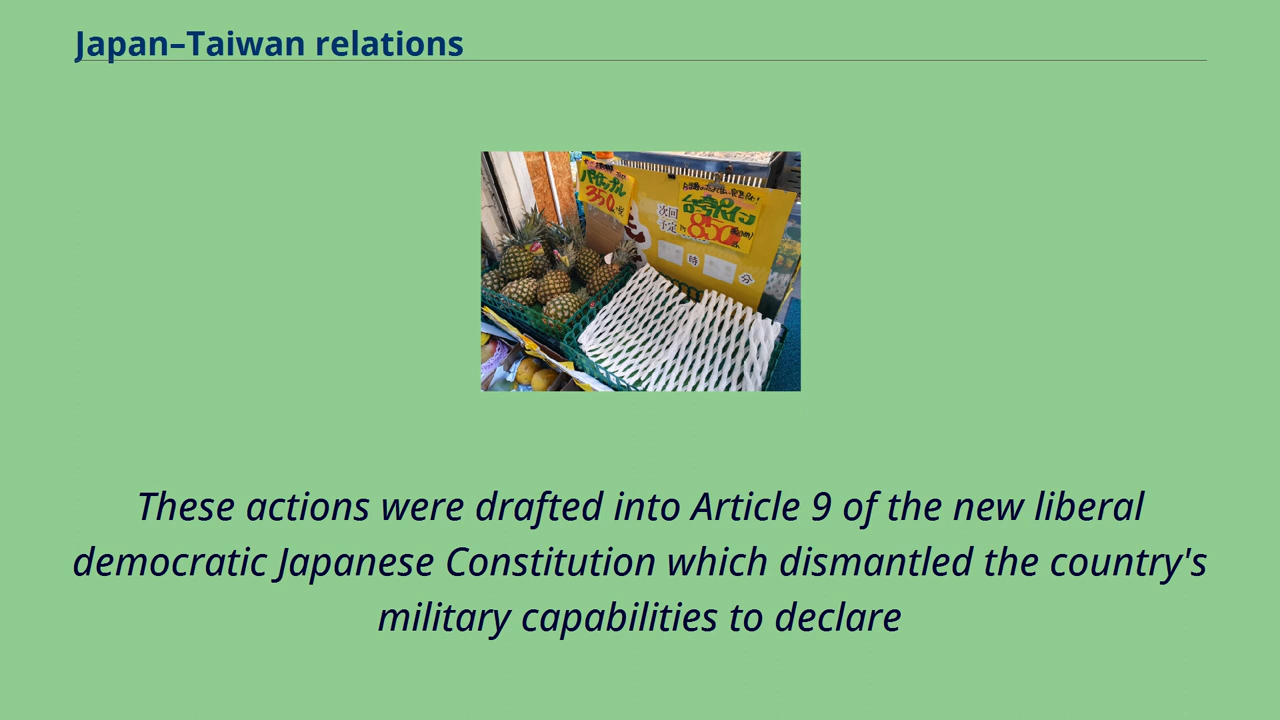 Japan–Taiwan relations
パイナップル
350
台湾パイン
850
次回
予定
時
分
These actions were drafted into Article 9 of the new liberal
democratic Japanese Constitution which dismantled the country's
military capabilities to declare